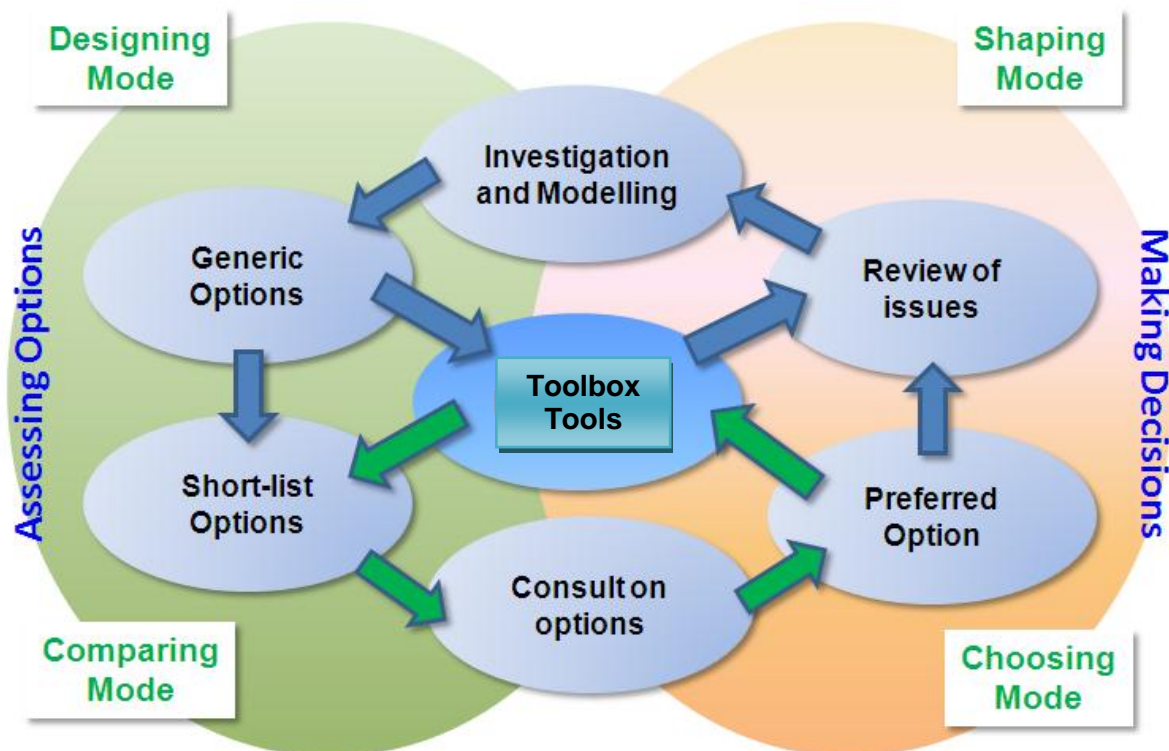 Designing
Mode
Shaping
Mode
Investigation
and Modelling
Generic
Options
Review of
issues
Assessing Options
Toolbox
Tools
Making Decisions
Short-list
Options
Preferred
Option
Consult on
options
Comparing
Mode
Choosing
Mode